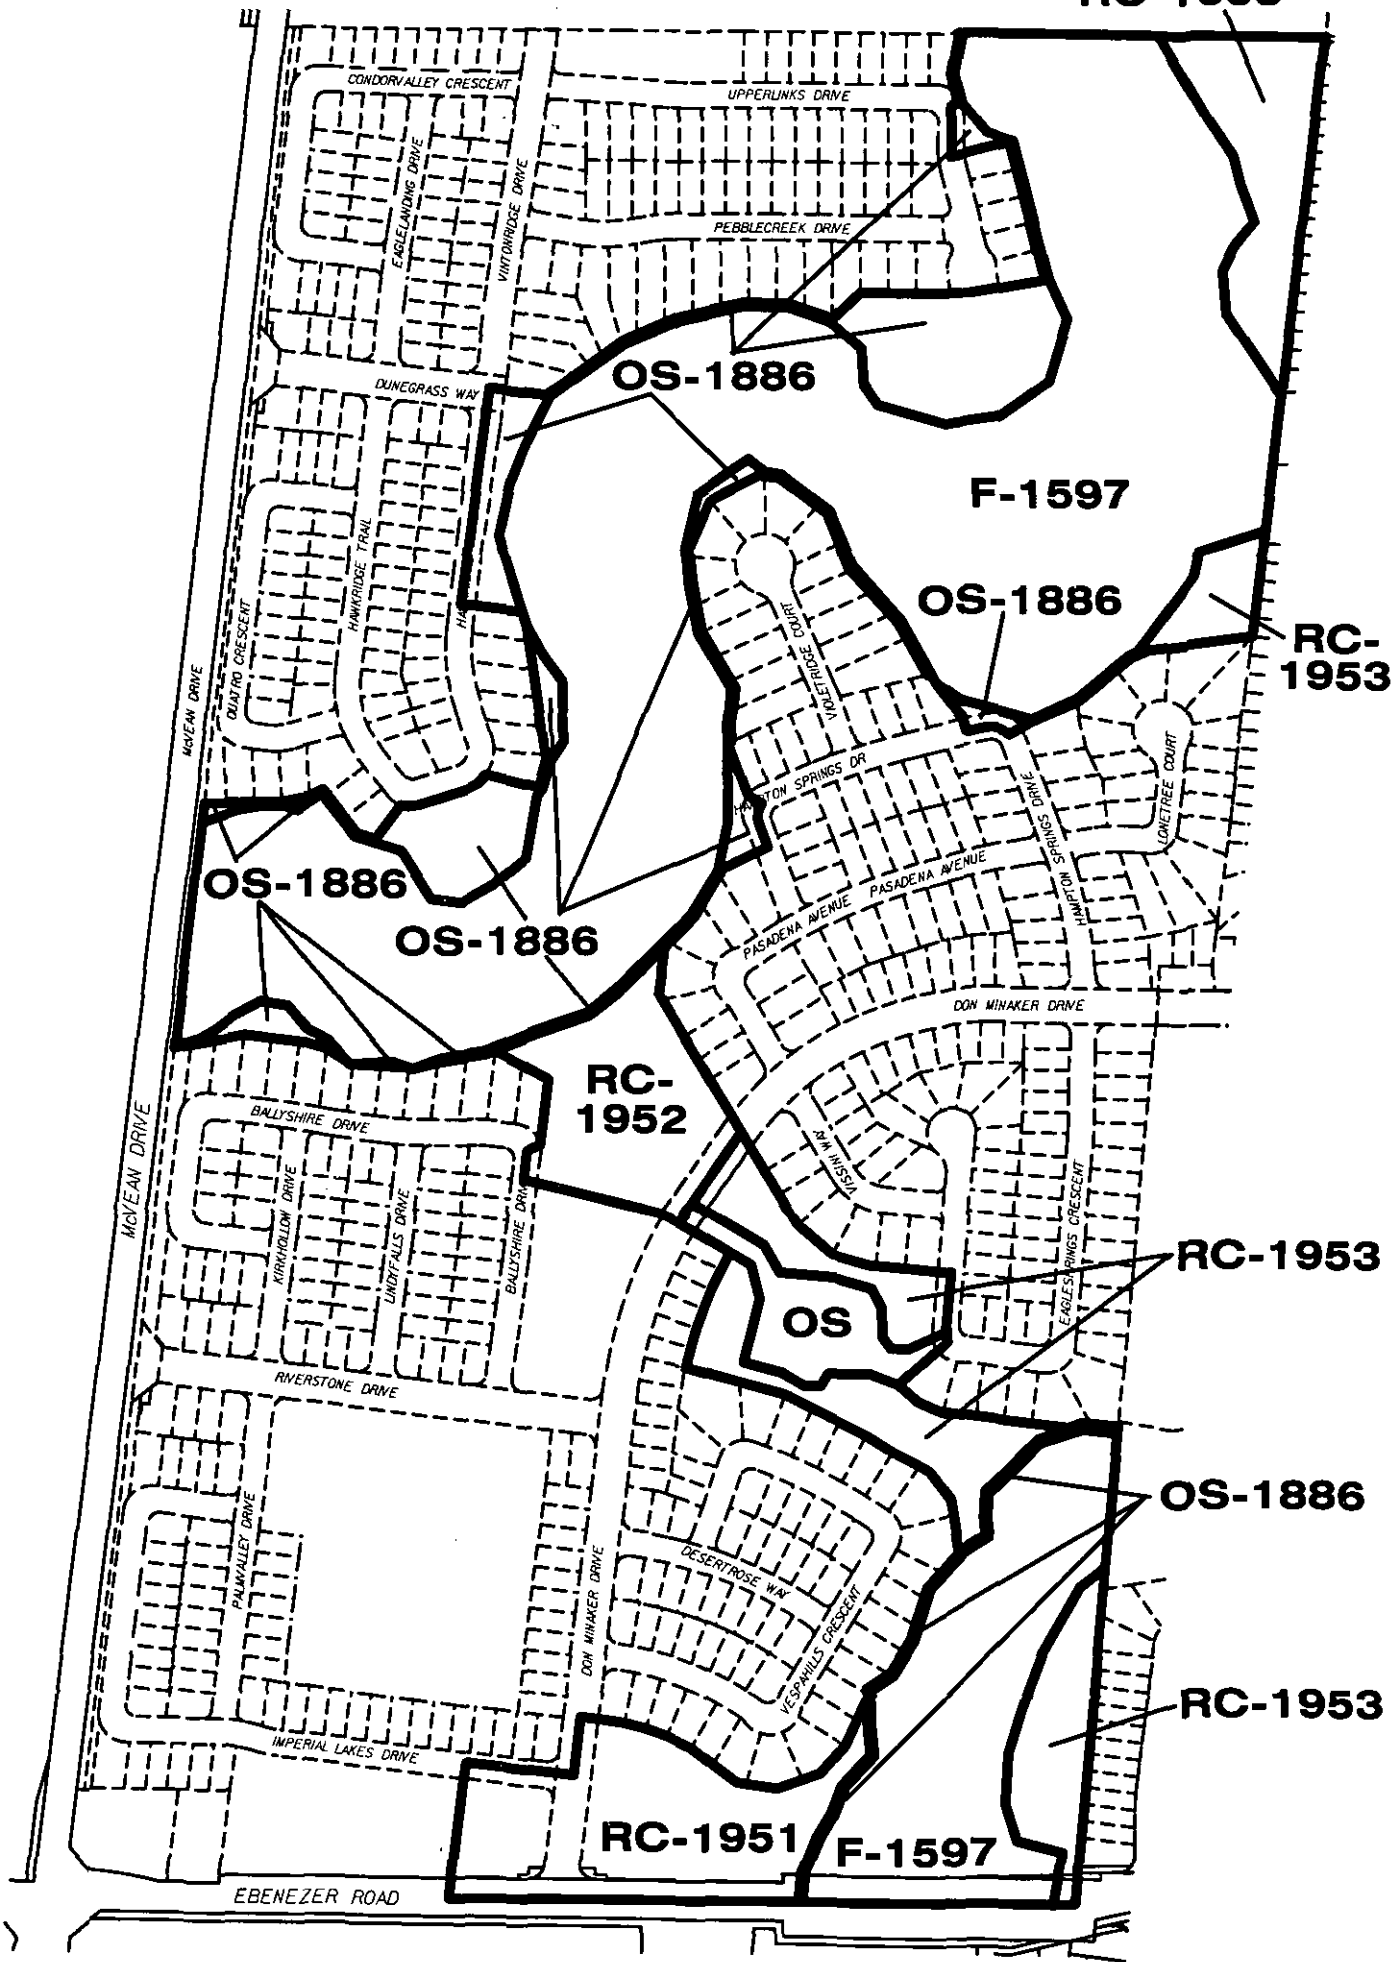 CONDORVALLEY CRESCENT
UPPERLINKS DRIVE
EAGLELANDING DRIVE
VINTONRIDGE DRIVE
PEBBLECREEK DRIVE
OS-1886
DUNEGRASS WAY
F-1597
HAWKRIDGE TRAIL
QUATRO CRESCENT
VIOLETRIDGE COURT
OS-1886
RC-
1953
McVEAN DRIVE
HAMPTON SPRINGS DR
HAMPTON SPRINGS DRIVE
LONETREE COURT
PASADENA AVENUE
PASADENA AVENUE
OS-1886
OS-1886
DON MINAKER DRIVE
RC-
1952
BALLYSHIRE DRIVE
McVEAN DRIVE
KIRKHOLLOW DRIVE
LINDYFALLS DRIVE
BALLYSHIRE DRIVE
VISSINI WAY
EAGLESPRINGS CRESCENT
RC-1953
OS
RIVERSTONE DRIVE
PALMVALLEY DRIVE
OS-1886
DESERTROSE WAY
DON MINAKER DRIVE
VESPAHILLS CRESCENT
RC-1953
IMPERIAL LAKES DRIVE
RC-1951
F-1597
EBENEZER ROAD